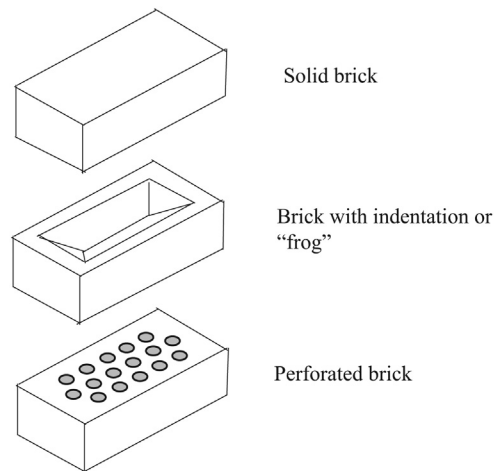 Solid brick
Brick with indentation or
“frog”
Perforated brick